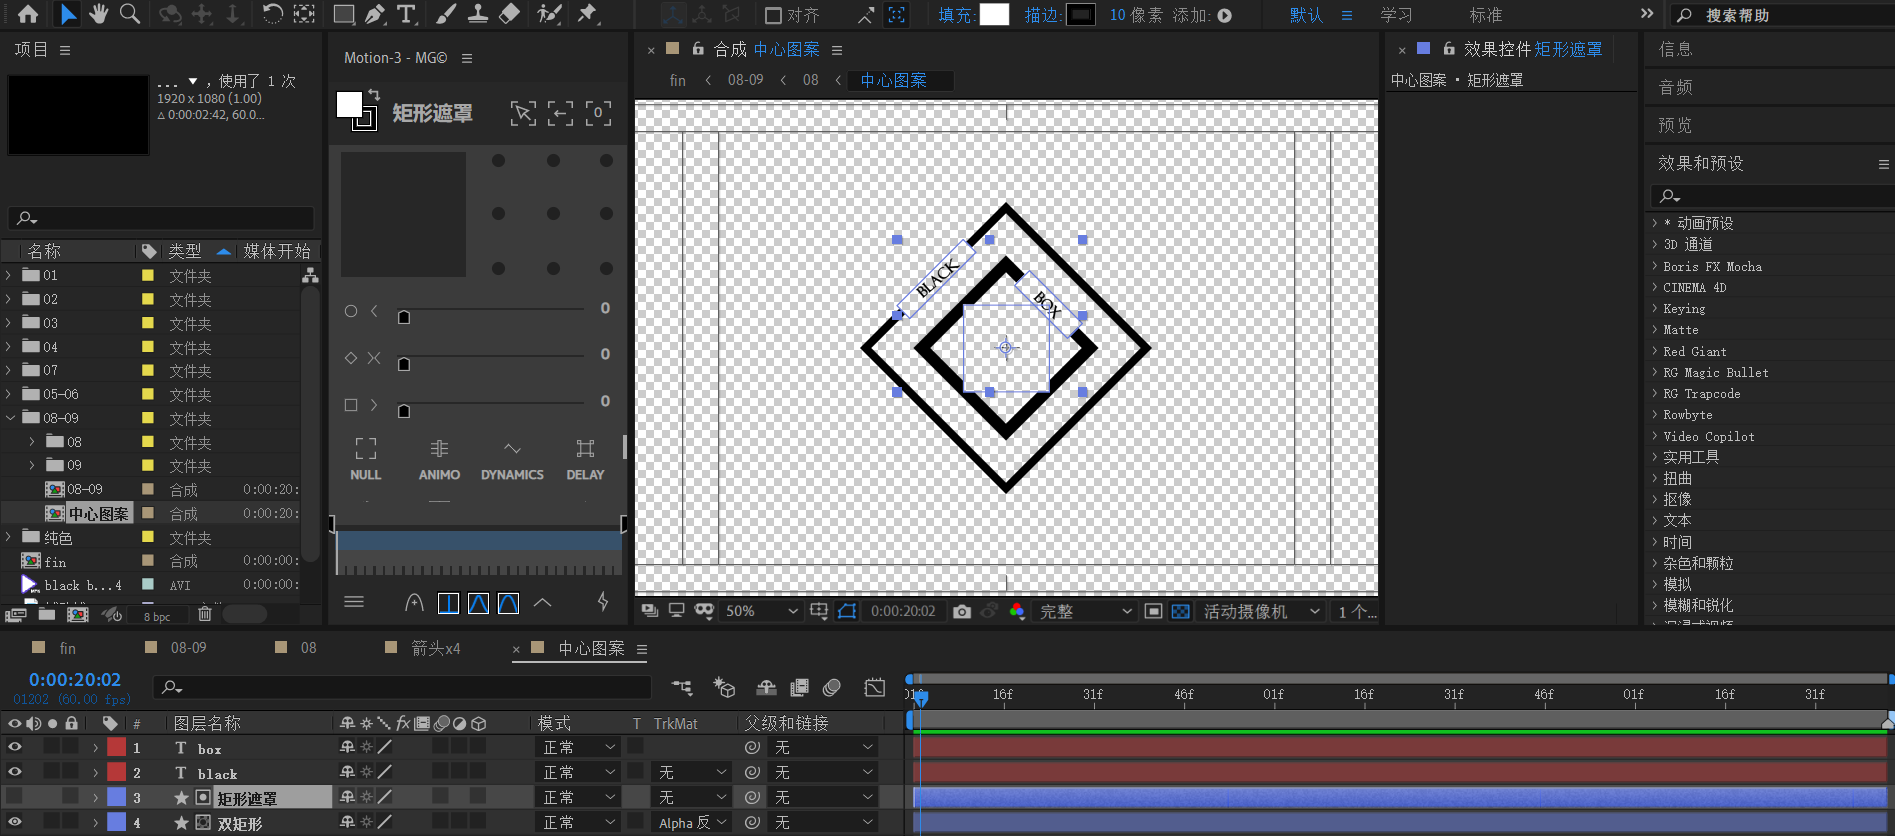 对齐
填充:
描边:
10 像素
添加:
默认
学习
标准
搜索帮助
项目
... ▼ , 使用了 1 次
1920 x 1080 (1.00)
Δ 0:00:02:42, 60.0...
名称
类型
媒体开始
01 文件夹
02 文件夹
03 文件夹
04 文件夹
07 文件夹
05-06 文件夹
08-09 文件夹
08 文件夹
09 文件夹
08-09 合成 0:00:20:
中心图案 合成 0:00:20:
纯色 文件夹
fin 合成 0:00:00:
black b...4 AVI 0:00:00:
8 bpc
Motion-3 - MG©
矩形遮罩
0
0
0
0
NULL
ANIMO
DYNAMICS
DELAY
合成 中心图案
fin < 08-09 < 08 < 中心图案
BLACK
BOX
50%
0:00:20:02
完整
活动摄像机
1 个...
效果控件 矩形遮罩
中心图案 · 矩形遮罩
信息
音频
预览
效果和预设
* 动画预设
3D 通道
Boris FX Mocha
CINEMA 4D
Keying
Matte
Red Giant
RG Magic Bullet
RG Trapcode
Rowbyte
Video Copilot
实用工具
扭曲
抠像
文本
时间
杂色和颗粒
模拟
模糊和锐化
fin
08-09
08
箭头x4
中心图案
0:00:20:02
01202 (60.00 fps)
16f
31f
46f
01f
16f
31f
46f
01f
16f
31f
# 图层名称 模式 T TrkMat 父级和链接
1 T box 正常 无
2 T black 正常 无 无
3 矩形遮罩 正常 无 无
4 双矩形 正常 Alpha 反 无